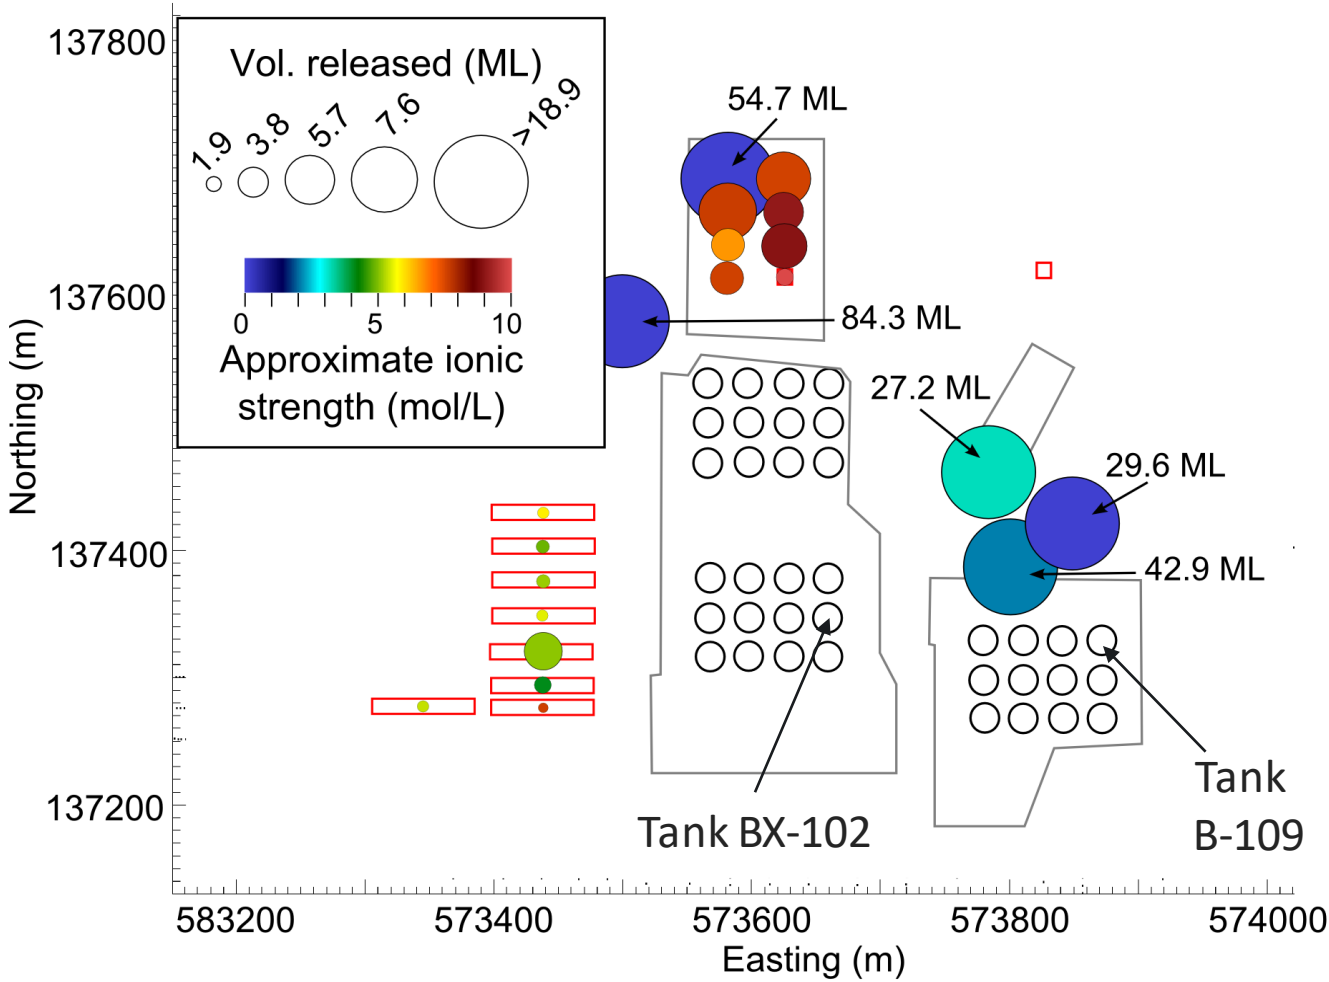 137800
137600
137400
137200
Northing (m)
Vol. released (ML)
1.9
3.8
5.7
7.6
>18.9
0
5
10
Approximate ionic
strength (mol/L)
54.7 ML
84.3 ML
27.2 ML
29.6 ML
42.9 ML
Tank BX-102
Tank
B-109
583200
573400
573600
573800
574000
Easting (m)